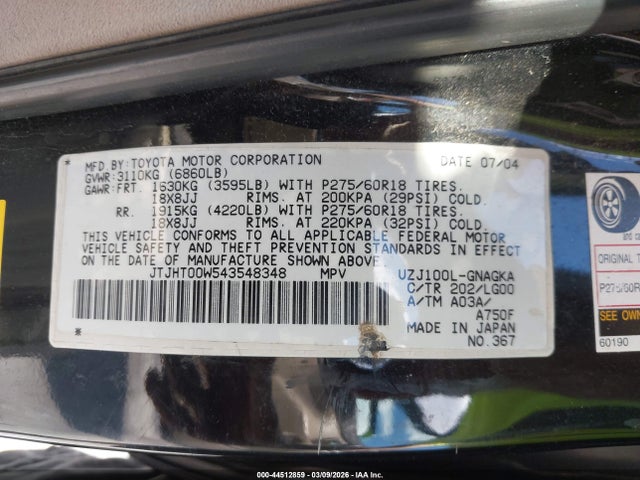 * MFD. BY: TOYOTA MOTOR CORPORATION DATE 07/04
GVWR: 3110KG (6860LB)
GAWR: FRT. 1630KG (3595LB) WITH P275/60R18 TIRES.
18X8JJ RIMS. AT 200KPA (29PSI) COLD.
RR. 1915KG (4220LB) WITH P275/60R18 TIRES.
18X8JJ RIMS. AT 220KPA (32PSI) COLD.
THIS VEHICLE CONFORMS TO ALL APPLICABLE FEDERAL MOTOR
VEHICLE SAFETY AND THEFT PREVENTION STANDARDS IN EFFECT
ON THE DATE OF MANUFACTURE SHOWN ABOVE.
JTJHT00W543548348 MPV UZJ100L-GNAGKA
C/TR 202/LG00
A/TM A03A/
A750F
MADE IN JAPAN
* NO. 367
ORIGINAL T
P275/60R
SEE OWN
60190
000-44512859 - 03/09/2026 - IAA Corp.